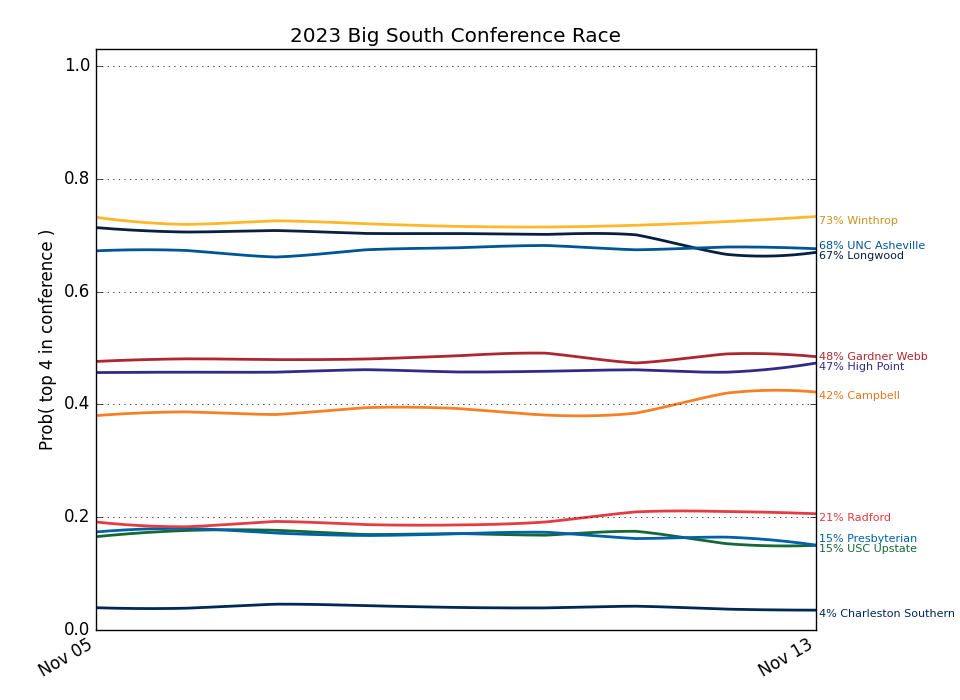 2023 Big South Conference Race
1.0
0.8
0.6
0.4
0.2
0.0
Prob( top 4 in conference )
Nov 05
Nov 13
73% Winthrop
68% UNC Asheville
67% Longwood
48% Gardner Webb
47% High Point
42% Campbell
21% Radford
15% Presbyterian
15% USC Upstate
4% Charleston Southern